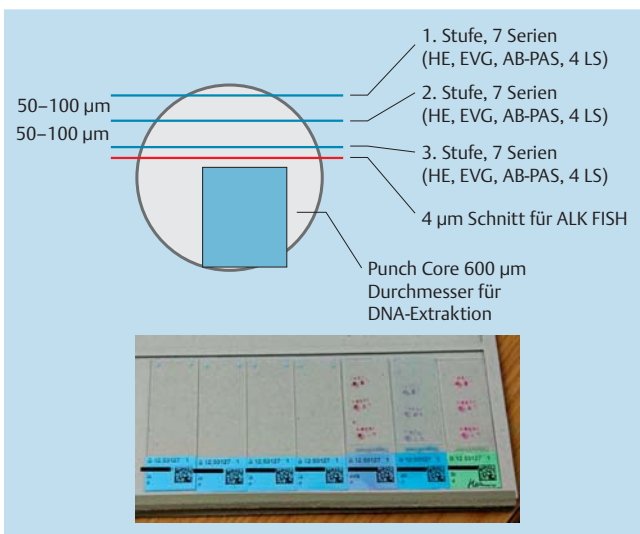 1. Stufe, 7 Serien
(HE, EVG, AB-PAS, 4 LS)
50–100 µm
2. Stufe, 7 Serien
(HE, EVG, AB-PAS, 4 LS)
50–100 µm
3. Stufe, 7 Serien
(HE, EVG, AB-PAS, 4 LS)
4 µm Schnitt für ALK FISH
Punch Core 600 µm
Durchmesser für
DNA-Extraktion